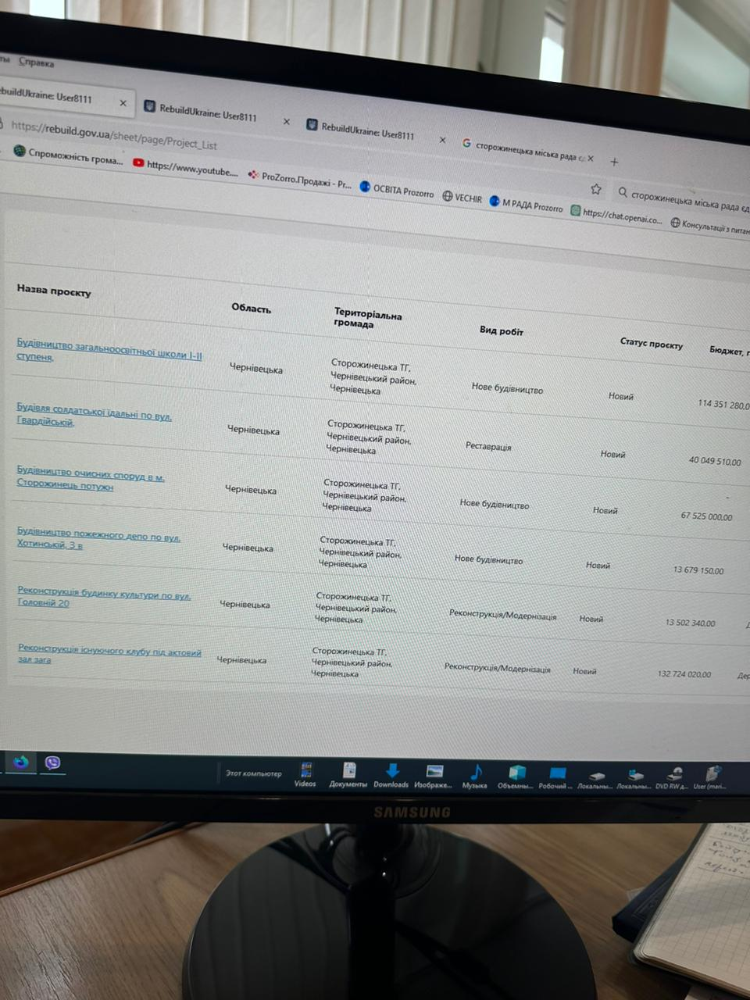 Справка
RebuildUkraine: User8111
RebuildUkraine: User8111
RebuildUkraine: User8111
сторожинецька міська рада єд
https://rebuild.gov.ua/sheet/page/Project_List
сторожинецька міська рада єд
Спроможність грома...
https://www.youtube....
ProZorro.Продажі - Pr...
ОСВІТА Prozorro
VECHIR
М РАДА Prozorro
https://chat.openai.co...
Консультації з питан
Назва проєкту
Область
Територіальна
громада
Вид робіт
Статус проєкту
Бюджет, г
Будівництво загальноосвітньої школи І-ІІ
ступеня,
Чернівецька
Сторожинецька ТГ,
Чернівецький район,
Чернівецька
Нове будівництво
Новий
114 351 280,0
Будівля солдатської їдальні по вул.
Гвардійській,
Чернівецька
Сторожинецька ТГ,
Чернівецький район,
Чернівецька
Реставрація
Новий
40 049 510,00
Будівництво очисних споруд в м.
Сторожинець потужн
Чернівецька
Сторожинецька ТГ,
Чернівецький район,
Чернівецька
Нове будівництво
Новий
67 525 000,00
Будівництво пожежного депо по вул.
Хотинській, 3 в
Чернівецька
Сторожинецька ТГ,
Чернівецький район,
Чернівецька
Нове будівництво
Новий
13 679 150,00
Реконструкція будинку культури по вул.
Головній 20
Чернівецька
Сторожинецька ТГ,
Чернівецький район,
Чернівецька
Реконструкція/Модернізація
Новий
13 502 340,00
Реконструкція існуючого клубу під актовий
зал зага
Чернівецька
Сторожинецька ТГ,
Чернівецький район,
Чернівецька
Реконструкція/Модернізація
Новий
132 724 020,00
Дер
Этот компьютер
Videos
Документы
Downloads
Изображе...
Музыка
Объемны...
Робочий ...
Локальны...
Локальны...
DVD RW д...
User (mari...
SAMSUNG